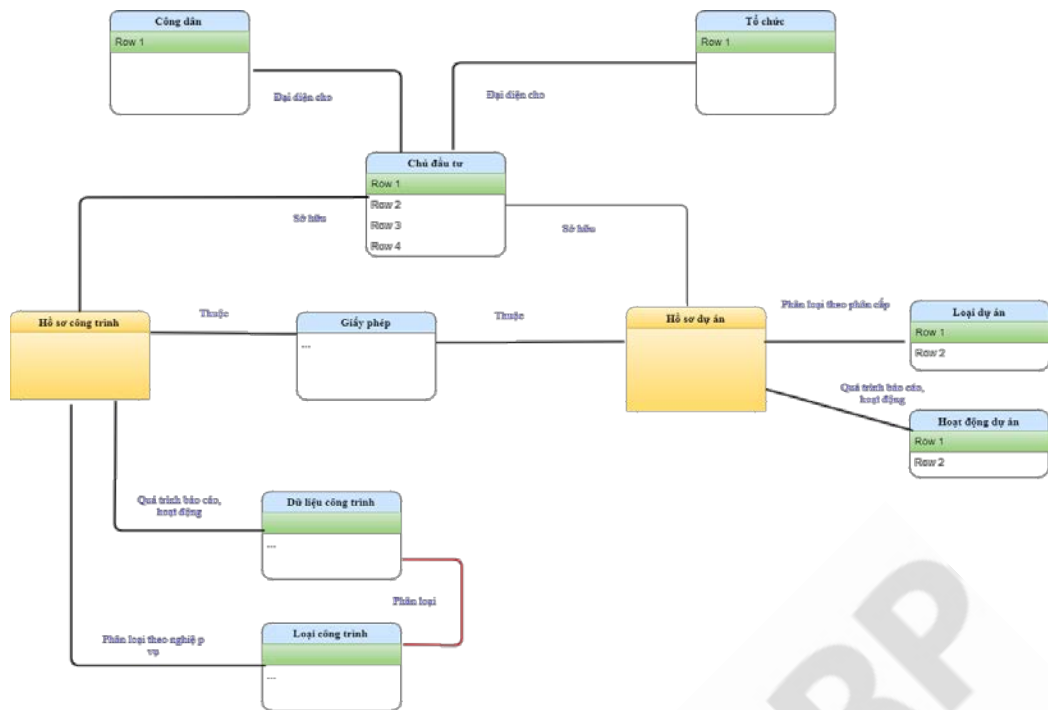 Công dân
Row 1
Tổ chức
Row 1
Đại diện cho
Đại diện cho
Chủ đầu tư
Row 1
Row 2
Row 3
Row 4
Sở hữu
Sở hữu
Hồ sơ công trình
Thuộc
Giấy phép
---
Thuộc
Hồ sơ dự án
Phân loại theo phân cấp
Loại dự án
Row 1
Row 2
Quá trình báo cáo,
hoạt động
Hoạt động dự án
Row 1
Row 2
Quá trình báo cáo,
hoạt động
Dữ liệu công trình
---
Phân loại
Phân loại theo nghiệ p
vụ
Loại công trình
---
RP